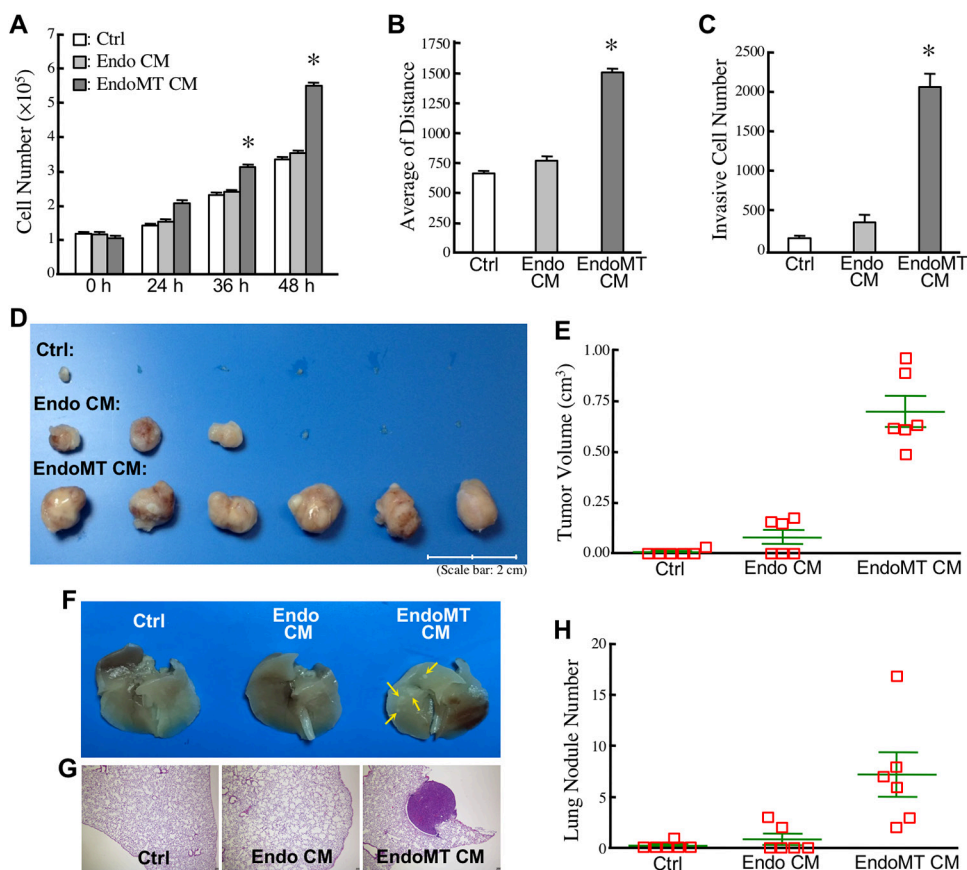 A
Cell Number (×10⁵)
7
6
5
4
3
2
1
0
: Ctrl
: Endo CM
: EndoMT CM
*
*
0 h 24 h 36 h 48 h
B
Average of Distance
1750
1500
1250
1000
750
500
250
0
*
Ctrl Endo CM EndoMT CM
C
Invasive Cell Number
2500
2000
1500
1000
500
0
*
Ctrl Endo CM EndoMT CM
D
Ctrl:
Endo CM:
EndoMT CM:
(Scale bar: 2 cm)
E
Tumor Volume (cm³)
1.00
0.75
0.50
0.25
0.00
Ctrl Endo CM EndoMT CM
F
Ctrl
Endo
CM
EndoMT
CM
G
Ctrl
Endo CM
EndoMT CM
H
Lung Nodule Number
20
15
10
5
0
Ctrl Endo CM EndoMT CM